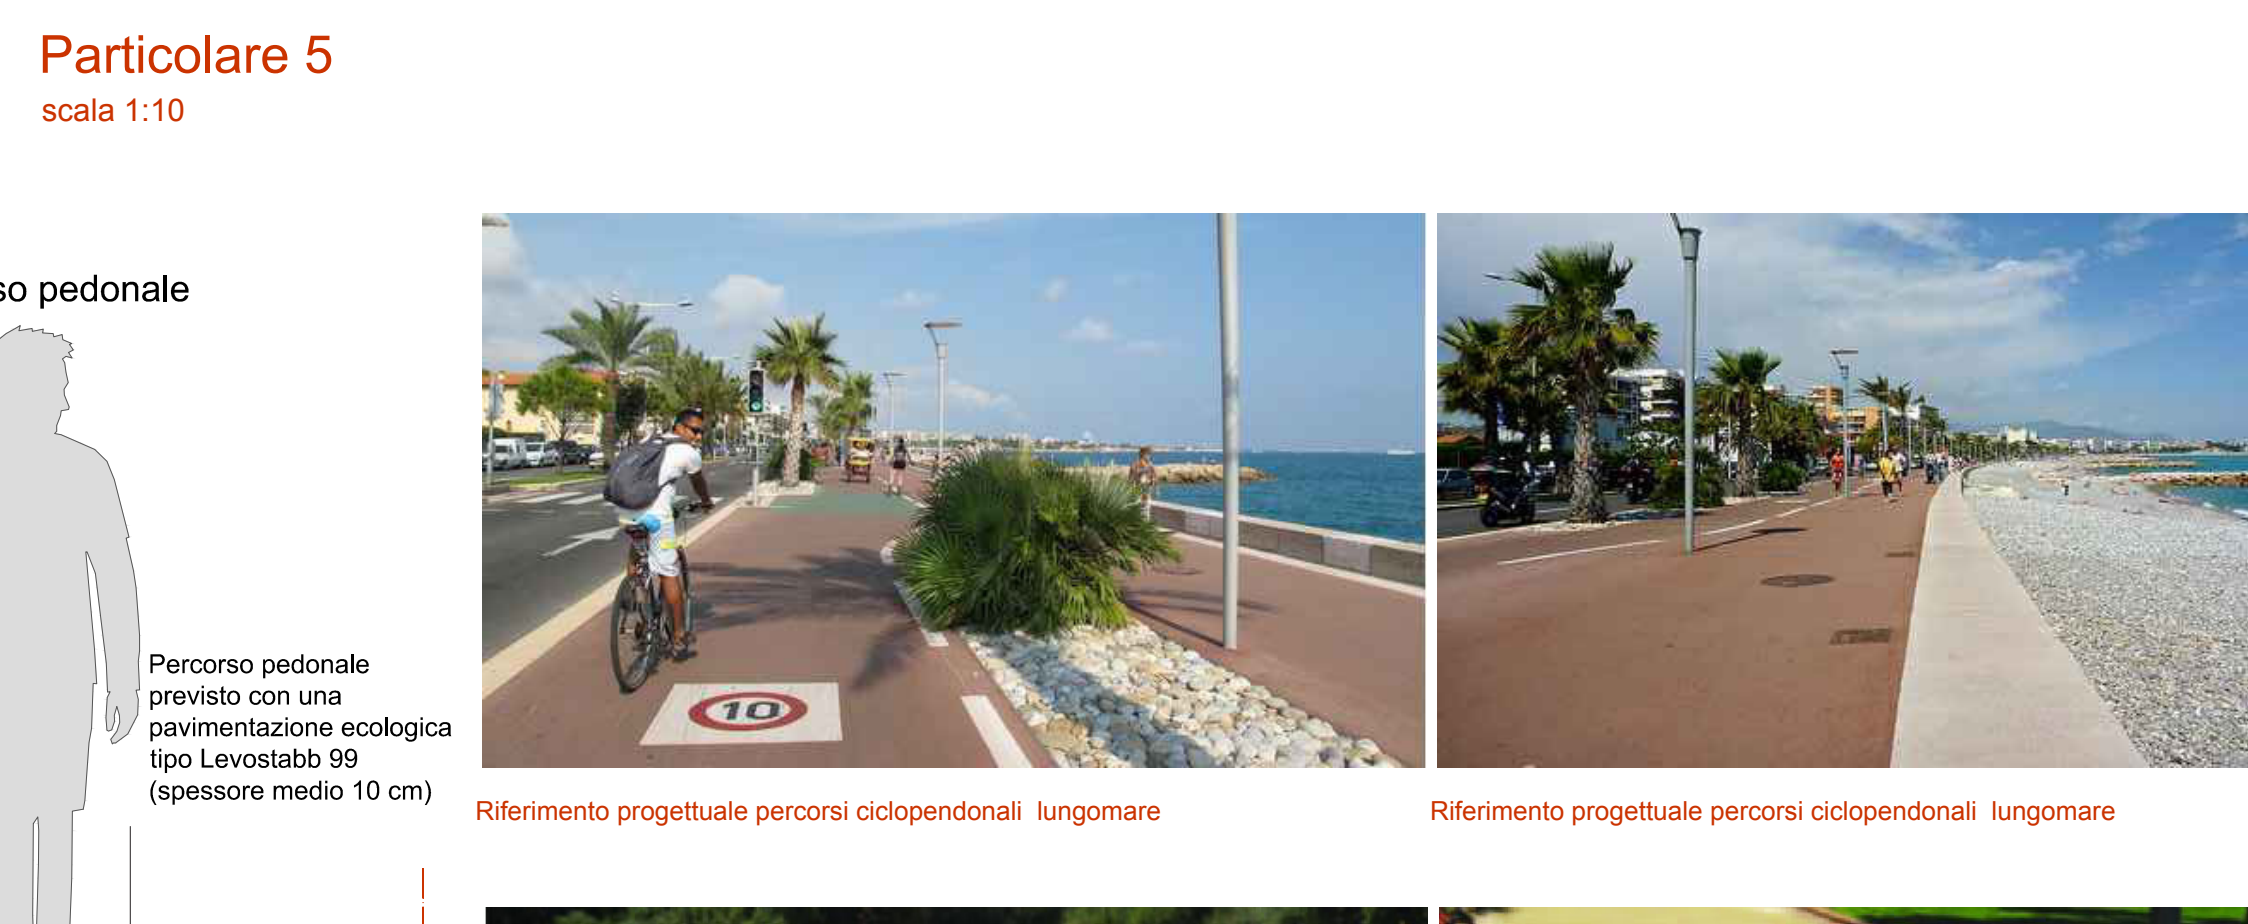 Particolare 5
scala 1:10
so pedonale
Percorso pedonale
previsto con una
pavimentazione ecologica
tipo Levostabb 99
(spessore medio 10 cm)
10
Riferimento progettuale percorsi ciclopendonali lungomare
Riferimento progettuale percorsi ciclopendonali lungomare